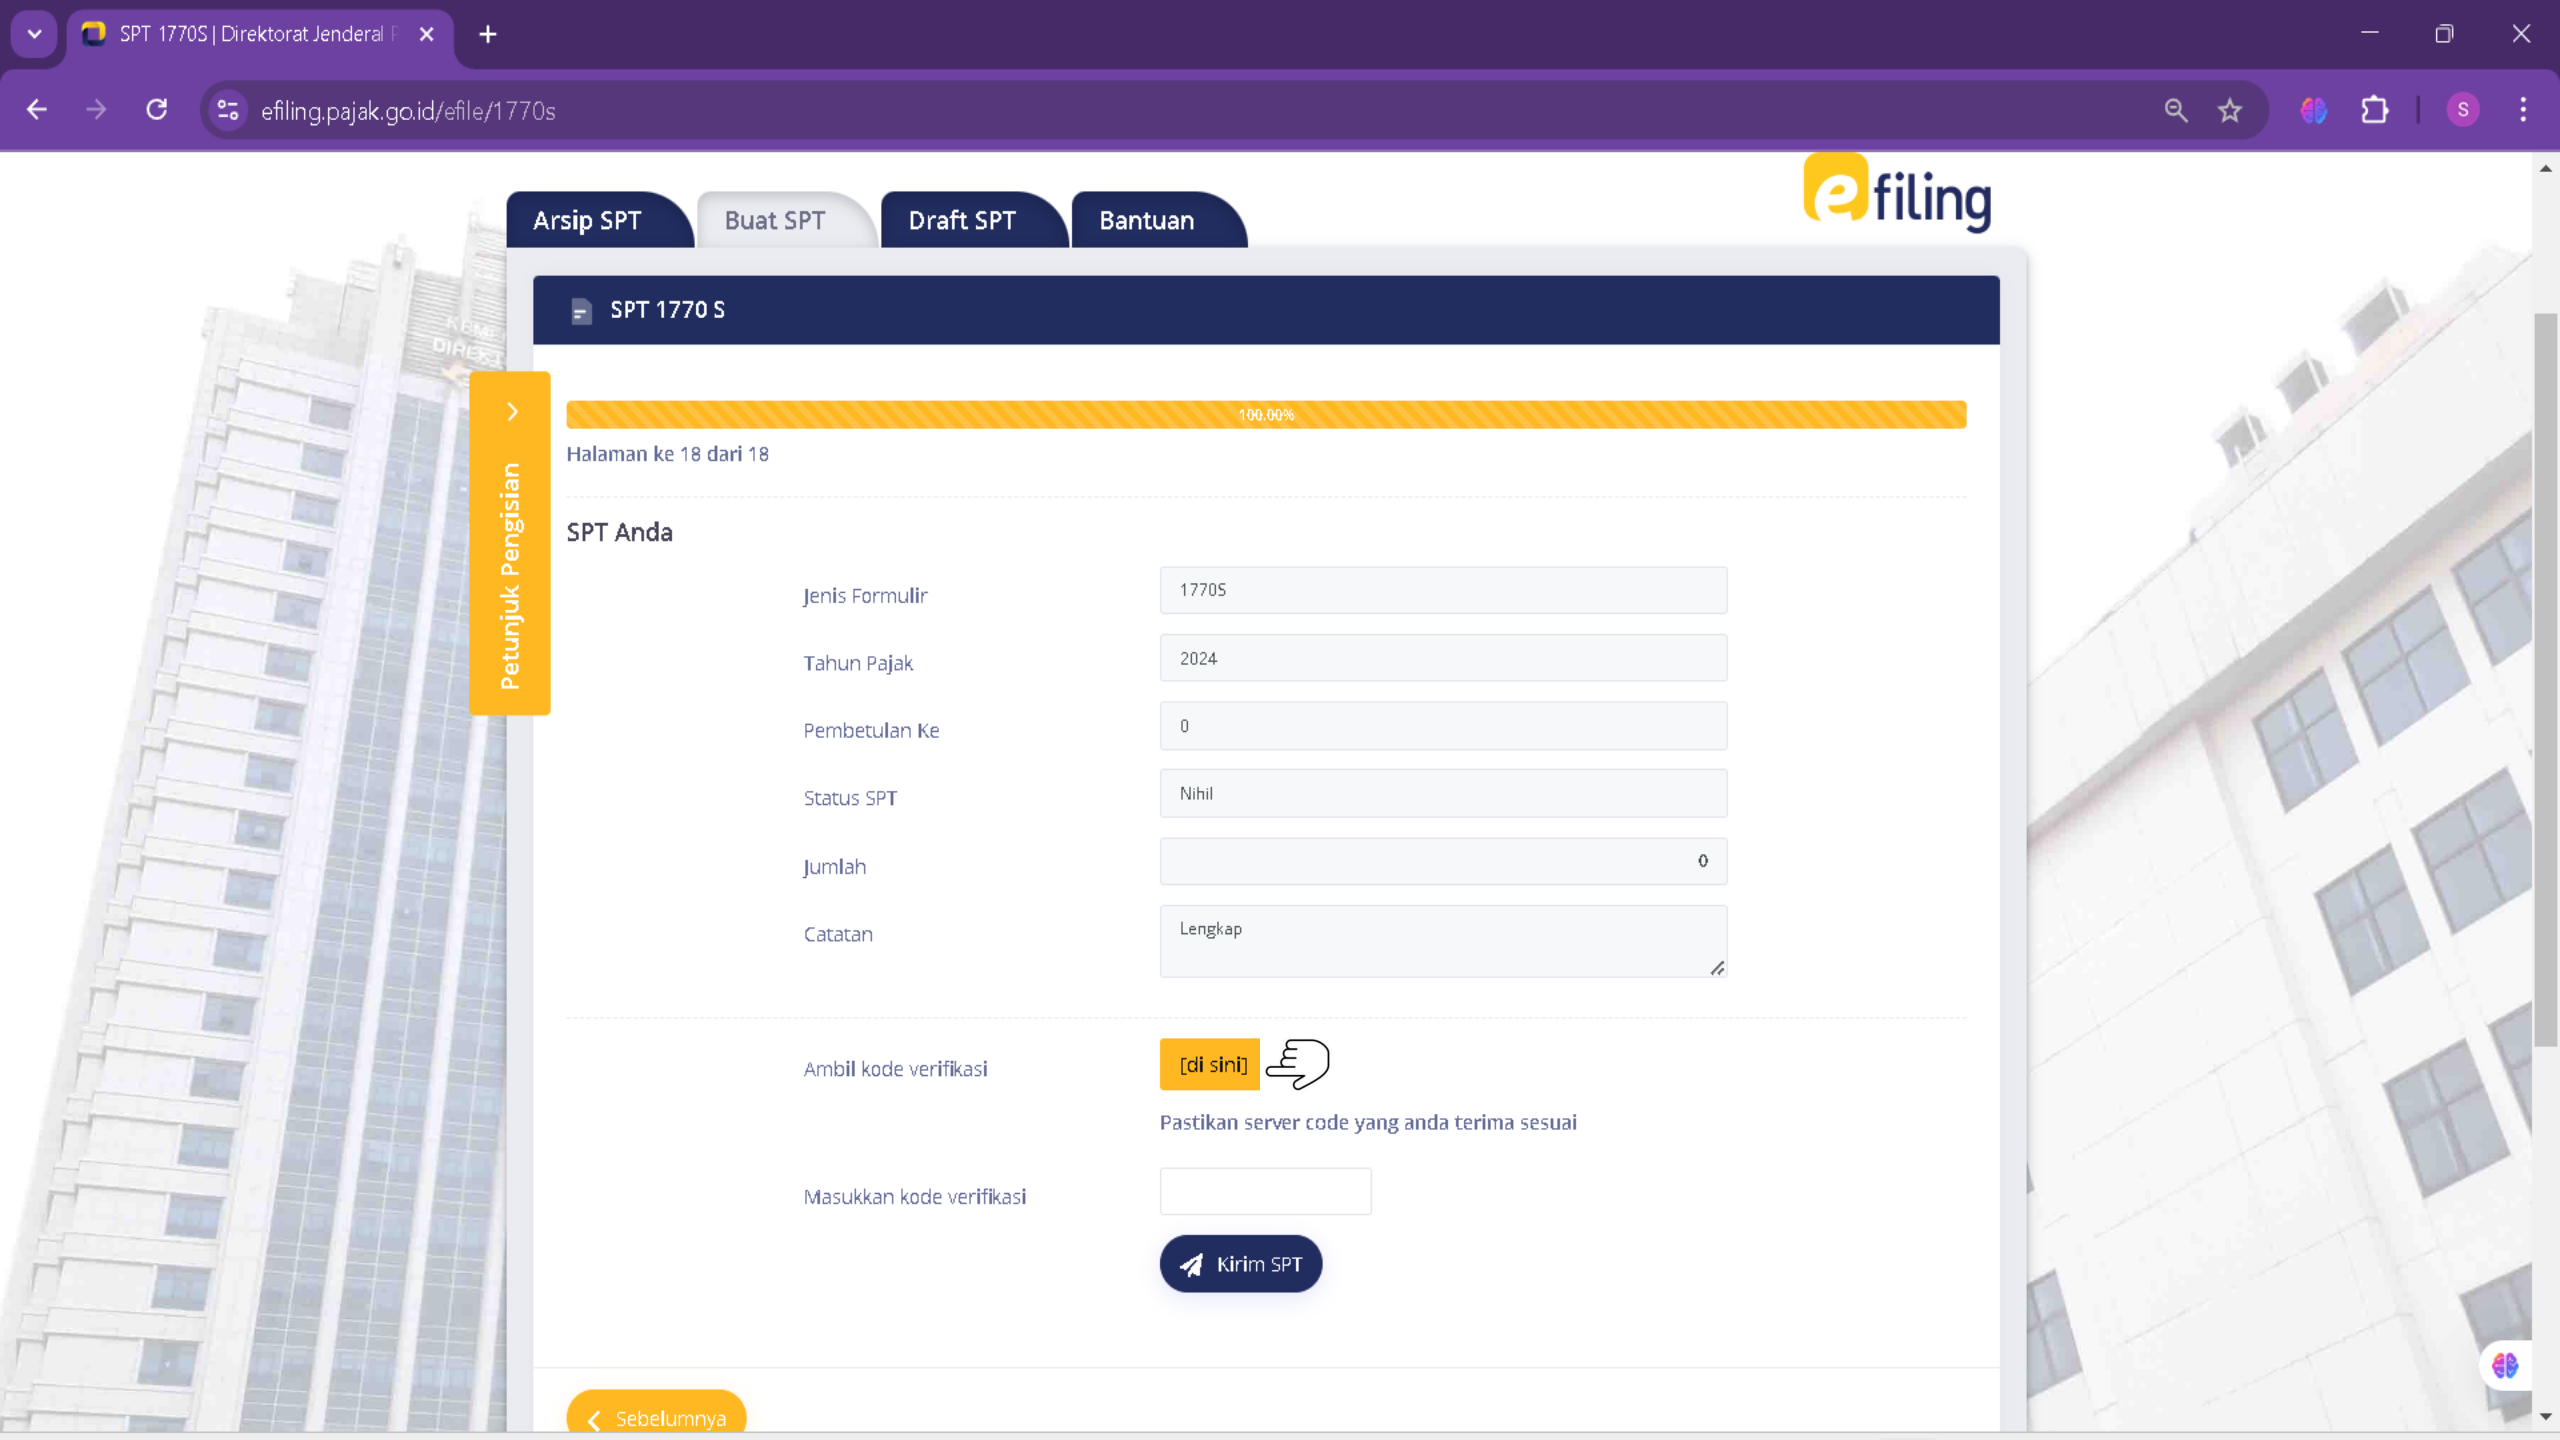 SPT 1770S | Direktorat Jenderal
efiling.pajak.go.id/efile/1770s
S
Arsip SPT
Buat SPT
Draft SPT
Bantuan
efiling
SPT 1770 S
100.00%
Halaman ke 18 dari 18
Petunjuk Pengisian
SPT Anda
Jenis Formulir
1770S
Tahun Pajak
2024
Pembetulan Ke
0
Status SPT
Nihil
Jumlah
0
Catatan
Lengkap
Ambil kode verifikasi
[di sini]
Pastikan server code yang anda terima sesuai
Masukkan kode verifikasi
Kirim SPT
Sebelumnya